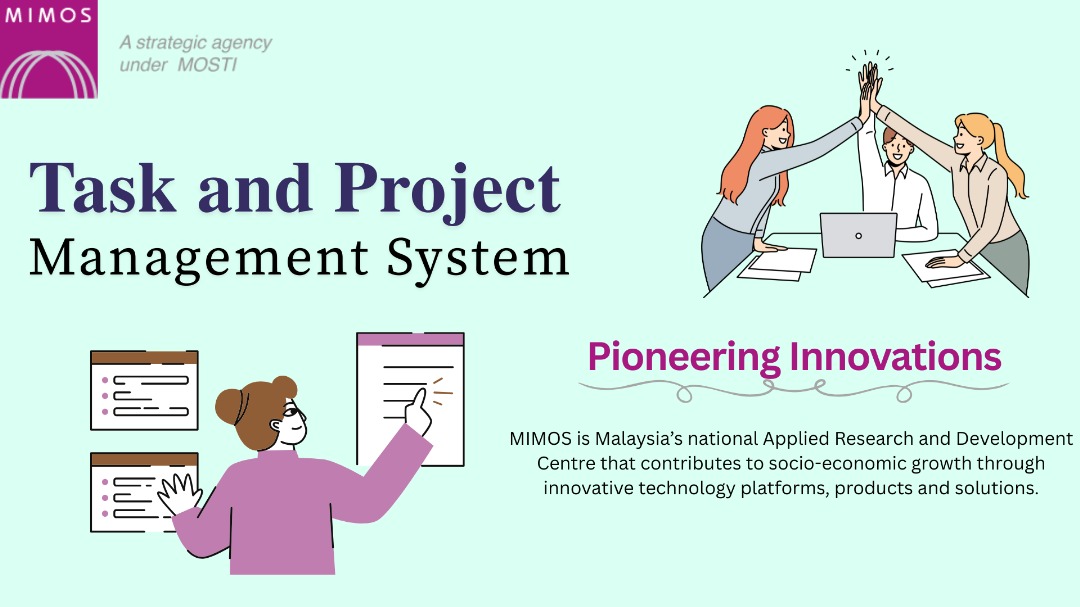 MIMOS
A strategic agency
under MOSTI
Task and Project
Management System
Pioneering Innovations
MIMOS is Malaysia's national Applied Research and Development
Centre that contributes to socio-economic growth through
innovative technology platforms, products and solutions.